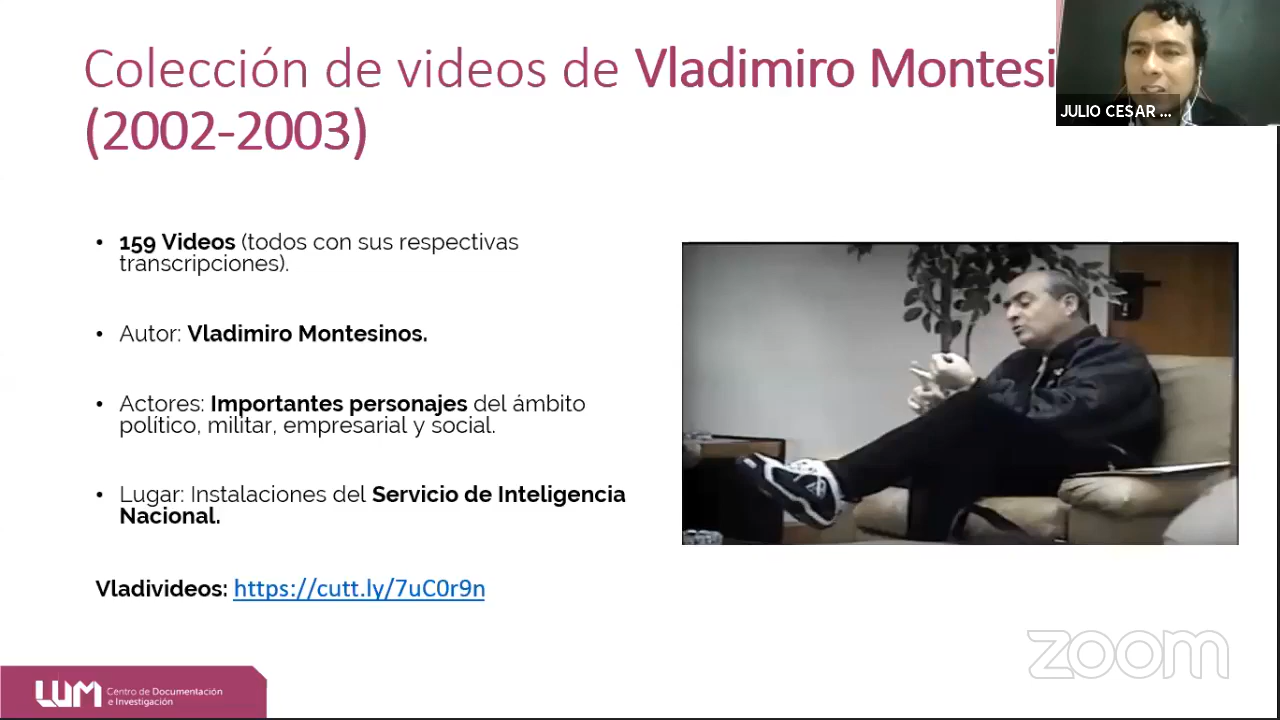 Colección de videos de Vladimiro Montesi
(2002-2003)
JULIO CESAR ...
• 159 Videos (todos con sus respectivas
transcripciones).
• Autor: Vladimiro Montesinos.
• Actores: Importantes personajes del ámbito
político, militar, empresarial y social.
• Lugar: Instalaciones del Servicio de Inteligencia
Nacional.
Vladivideos: https://cutt.ly/7uC0r9n
zoom
LUM Centro de Documentación
e Investigación